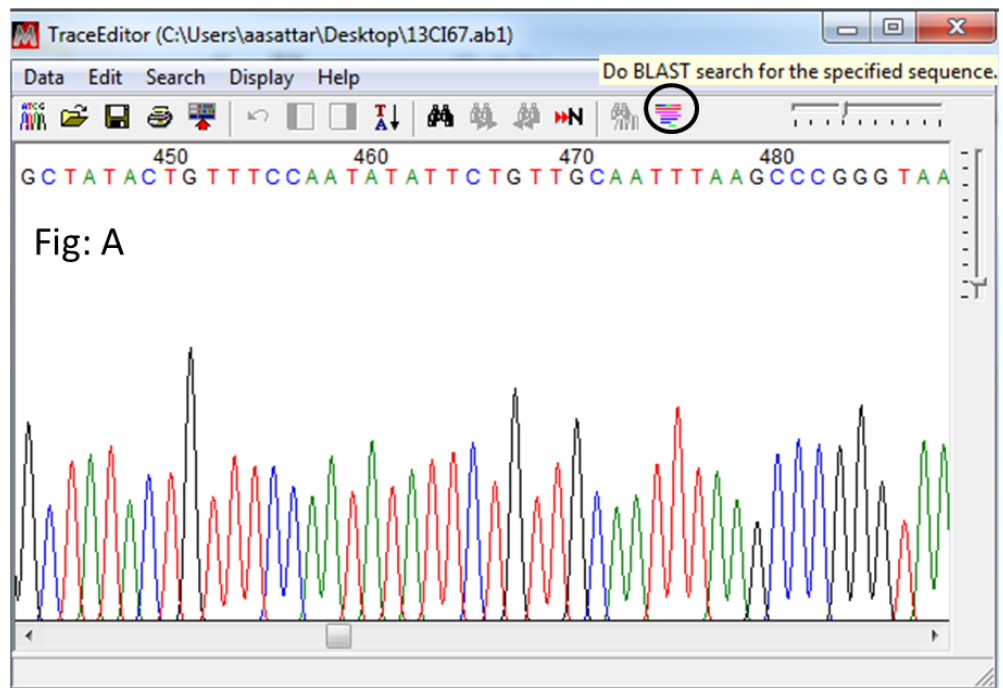 TraceEditor (C:\Users\aasattar\Desktop\13CI67.ab1)
Data Edit Search Display Help
Do BLAST search for the specified sequence.
ATCG T A N
450 460 470 480
GCTATACTGTTTCCAATATATTCTGTTGCAATTTAAGCCCGGGTAA
Fig: A